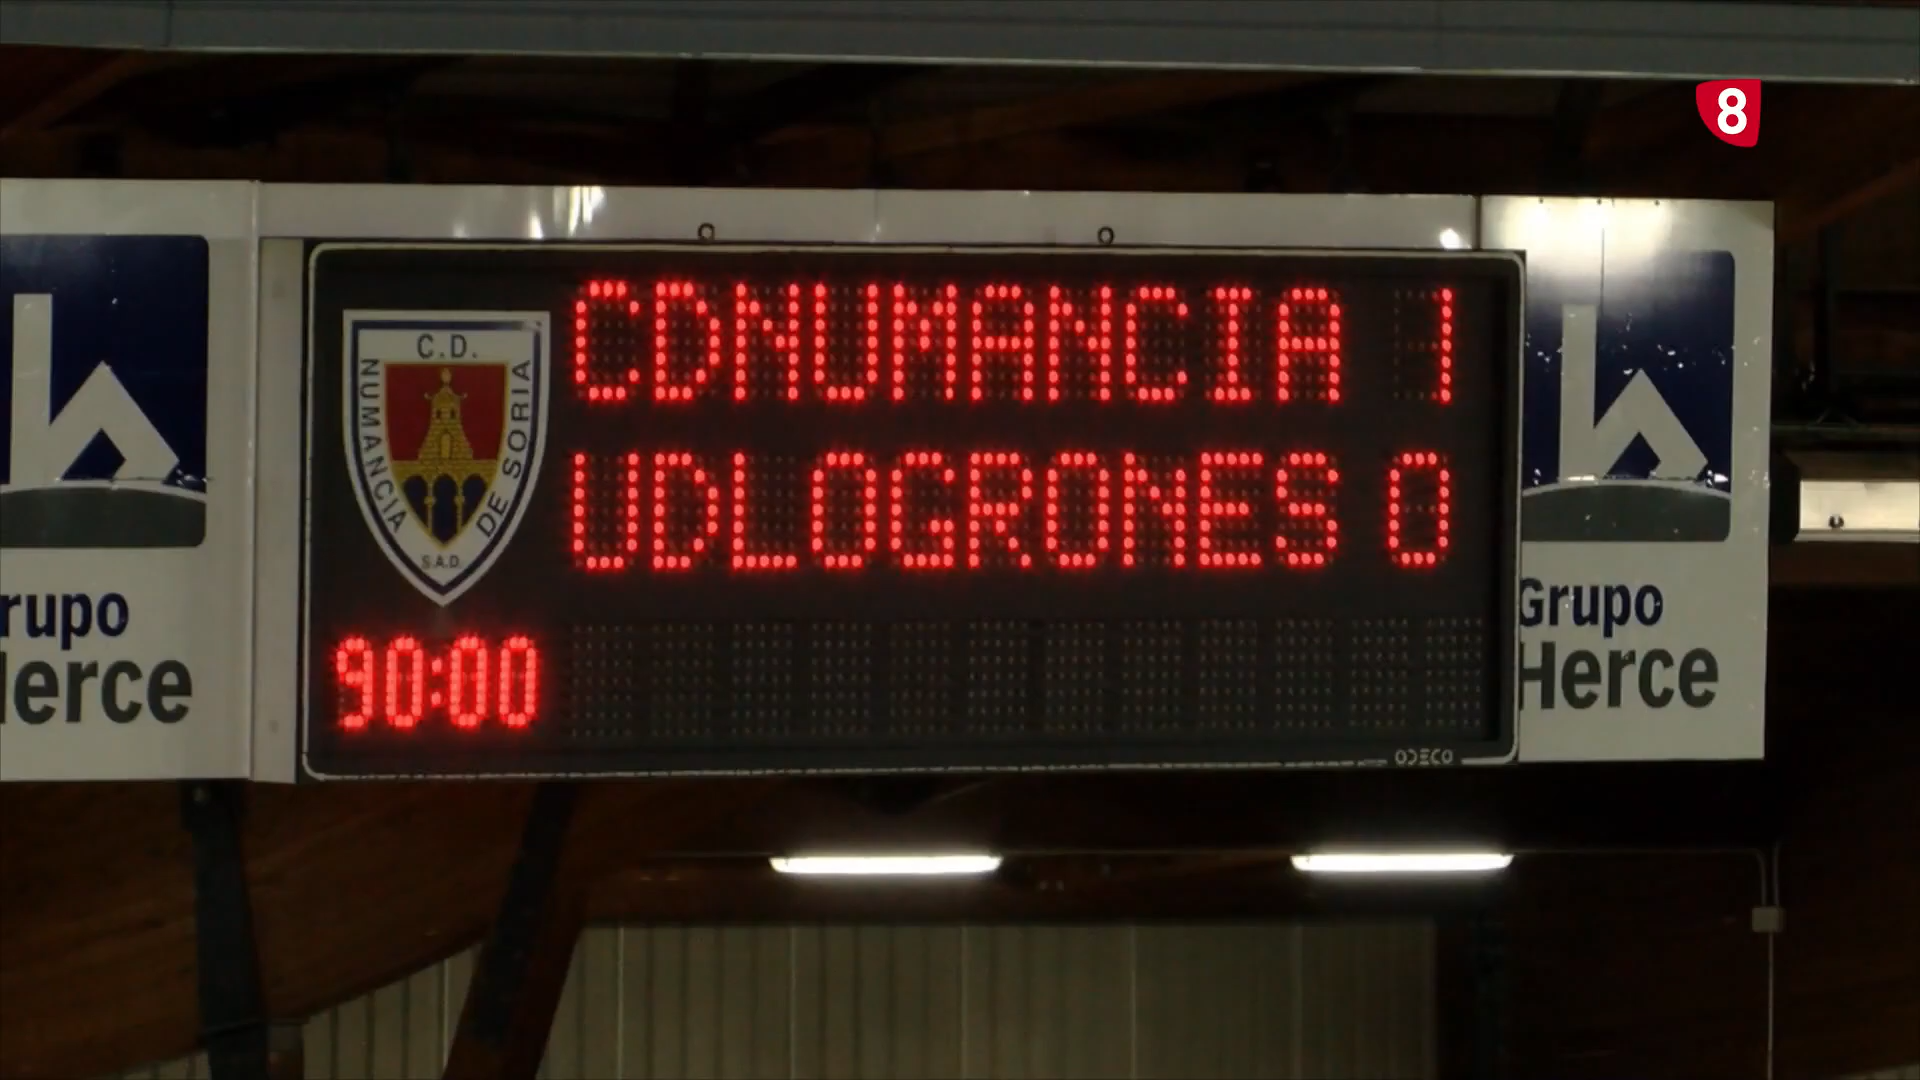 8
CDNUMANCIA 1
UDLOGRONES 0
90:00
C.D.
NUMANCIA
DE SORIA
S.A.D.
rupo
erce
Grupo
Herce
ODECO